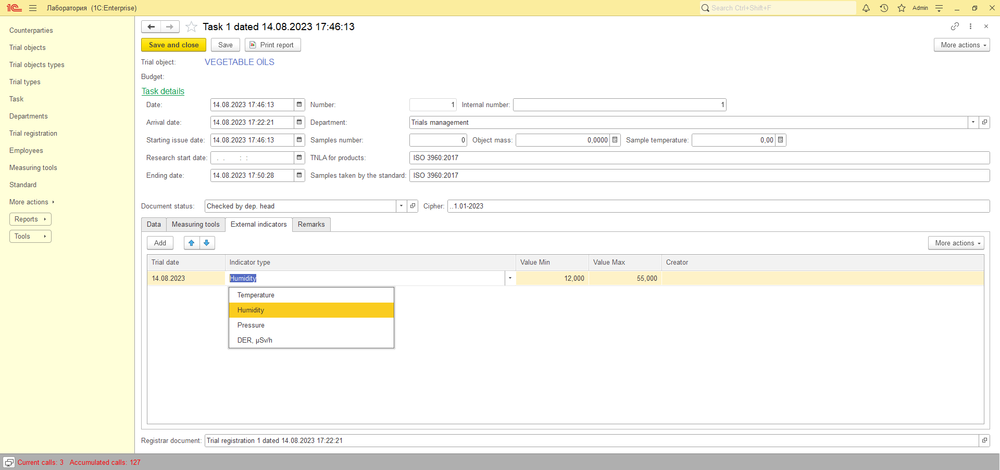 1С Лаборатория (1C:Enterprise) Search Ctrl+Shift+F Admin
Counterparties
Trial objects
Trial objects types
Trial types
Task
Departments
Trial registration
Employees
Measuring tools
Standard
More actions
Reports
Tools
Task 1 dated 14.08.2023 17:46:13
Save and close Save Print report More actions
Trial object: VEGETABLE OİLS
Budget:
Task details
Date: 14.08.2023 17:46:13 Number: 1 Internal number: 1
Arrival date: 14.08.2023 17:22:21 Department: Trials management
Starting issue date: 14.08.2023 17:46:13 Samples number: 0 Object mass: 0,0000 Sample temperature: 0,00
Research start date: . . : : TNLA for products: ISO 3960:2017
Ending date: 14.08.2023 17:50:28 Samples taken by the standard: ISO 3960:2017
Document status: Checked by dep. head Cipher: ..1.01-2023
Data Measuring tools External indicators Remarks
Add More actions
Trial date Indicator type Value Min Value Max Creator
14.08.2023 Humidity 12,000 55,000
Temperature
Humidity
Pressure
DER, μSv/h
Registrar document: Trial registration 1 dated 14.08.2023 17:22:21
Current calls: 3 Accumulated calls: 127